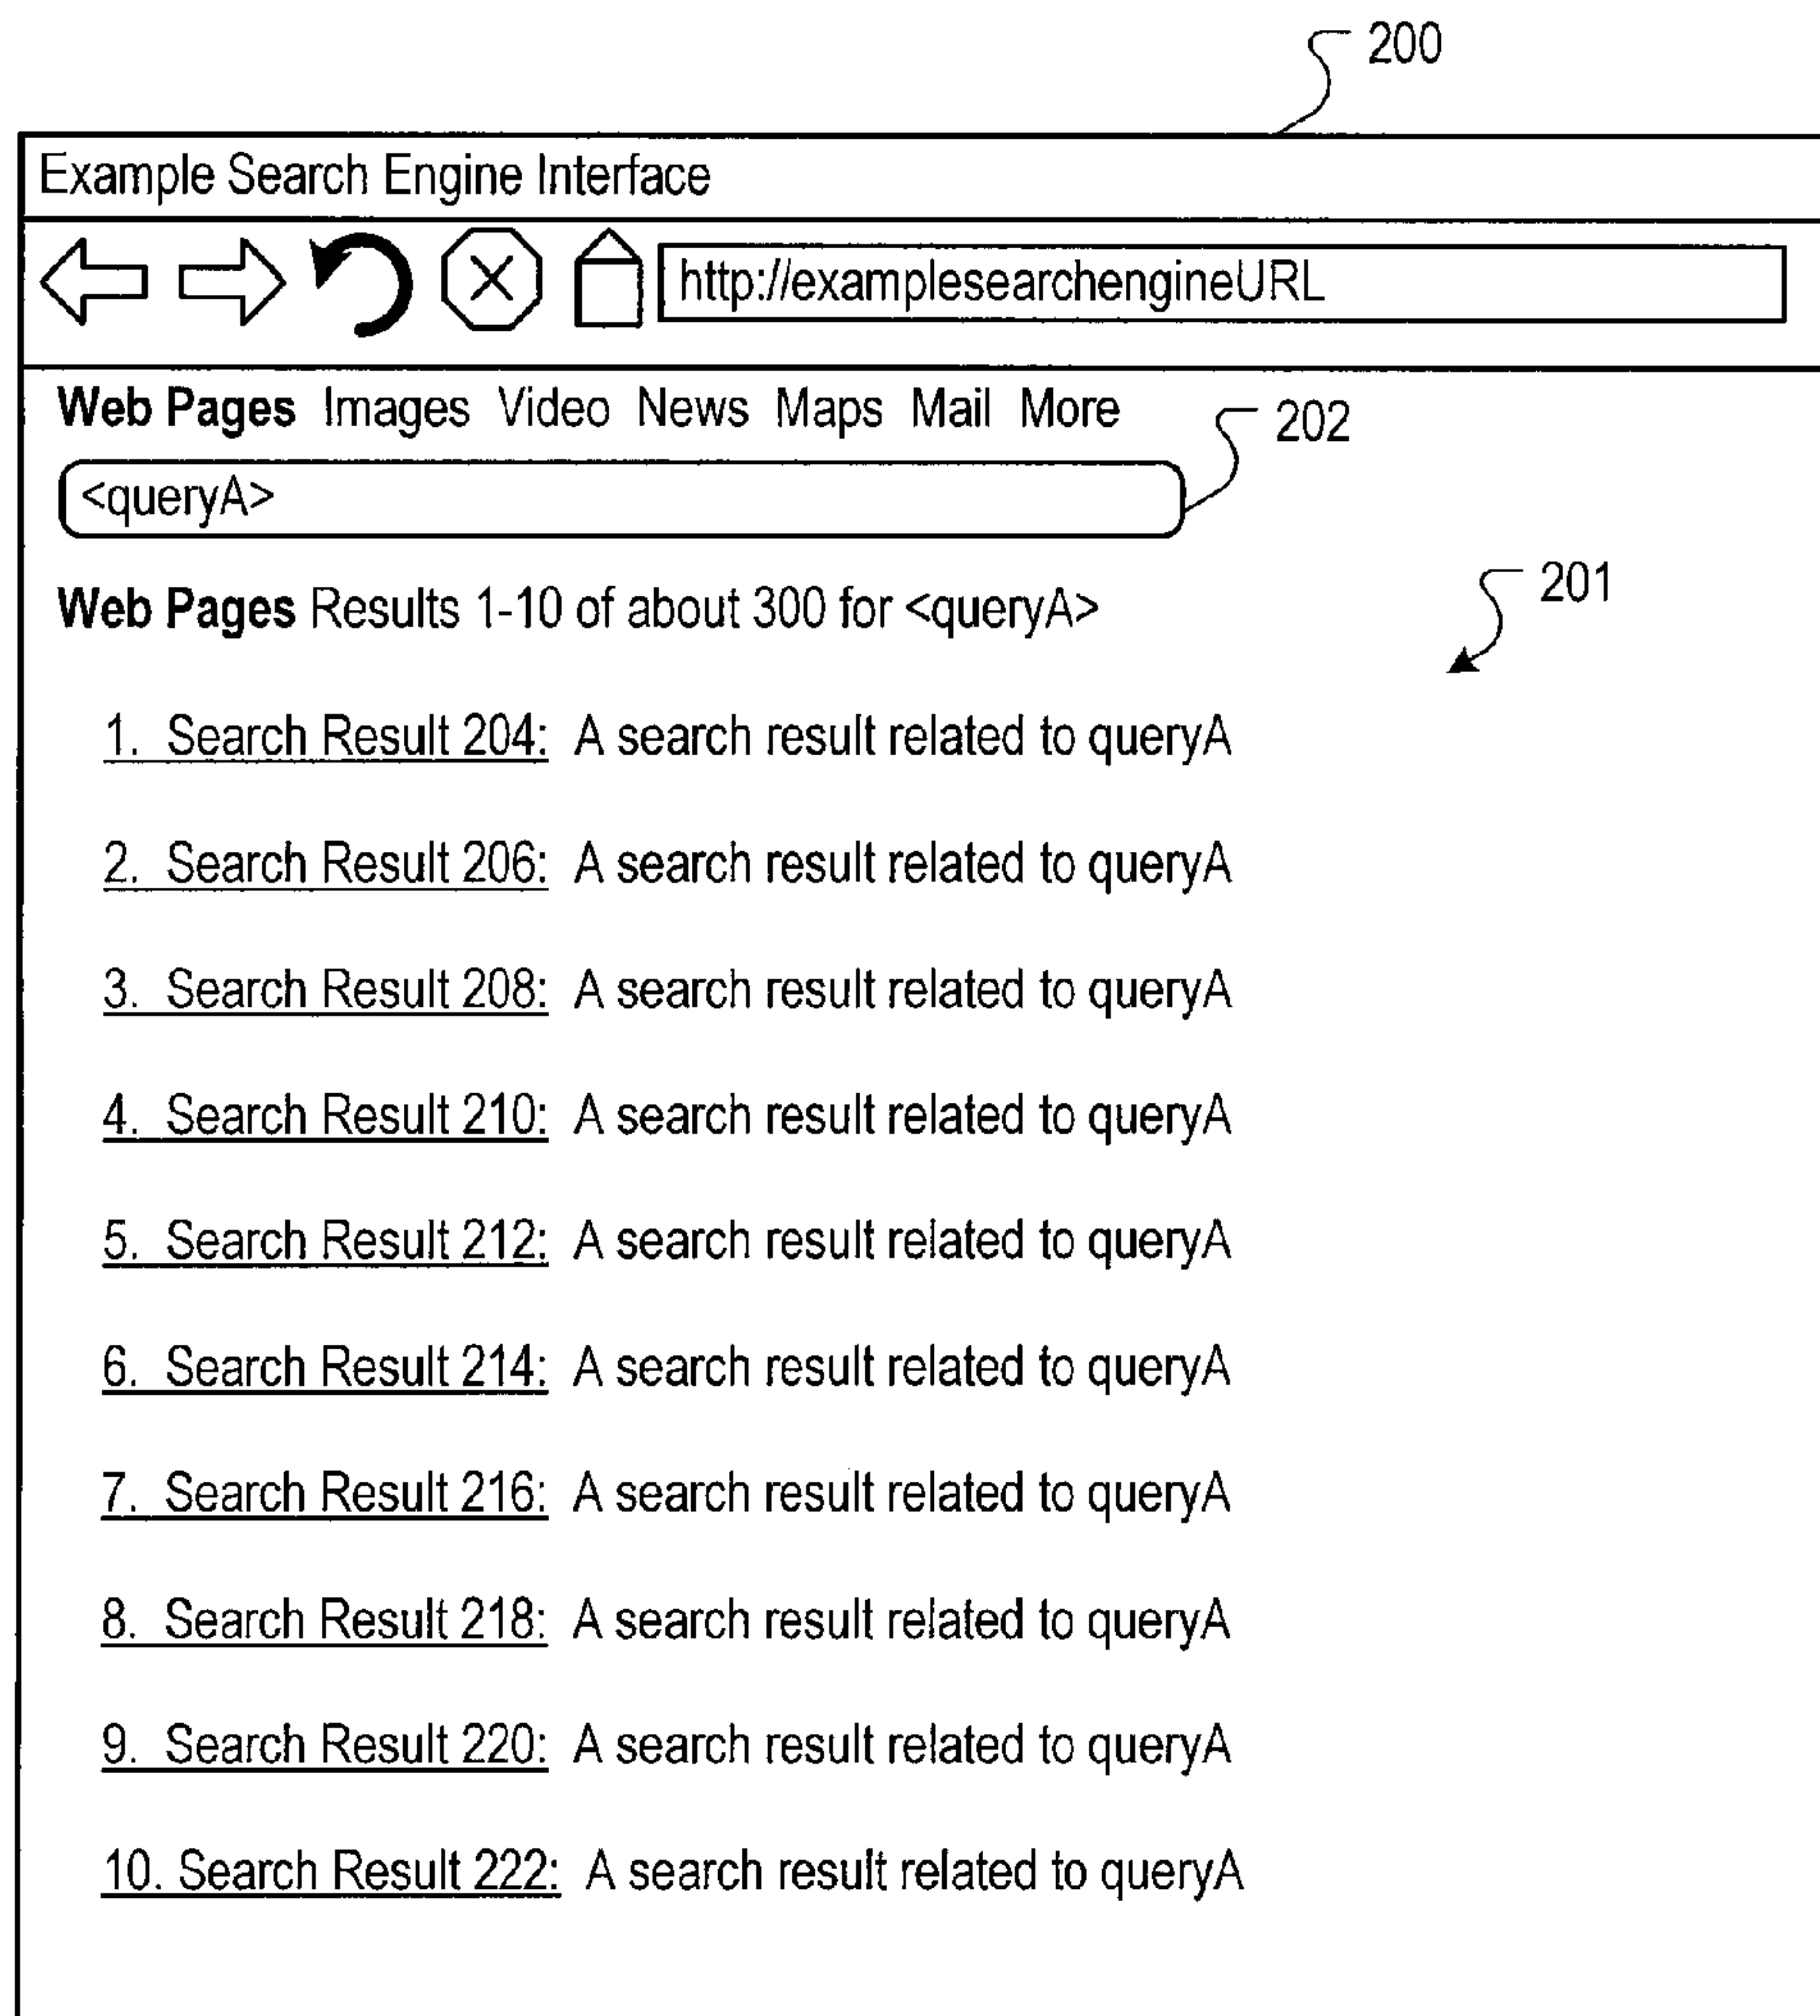 200
Example Search Engine Interface
http://examplesearchengineURL
Web Pages Images Video News Maps Mail More
202
<queryA>
201
Web Pages Results 1-10 of about 300 for <queryA>
1. Search Result 204: A search result related to queryA
2. Search Result 206: A search result related to queryA
3. Search Result 208: A search result related to queryA
4. Search Result 210: A search result related to queryA
5. Search Result 212: A search result related to queryA
6. Search Result 214: A search result related to queryA
7. Search Result 216: A search result related to queryA
8. Search Result 218: A search result related to queryA
9. Search Result 220: A search result related to queryA
10. Search Result 222: A search result related to queryA